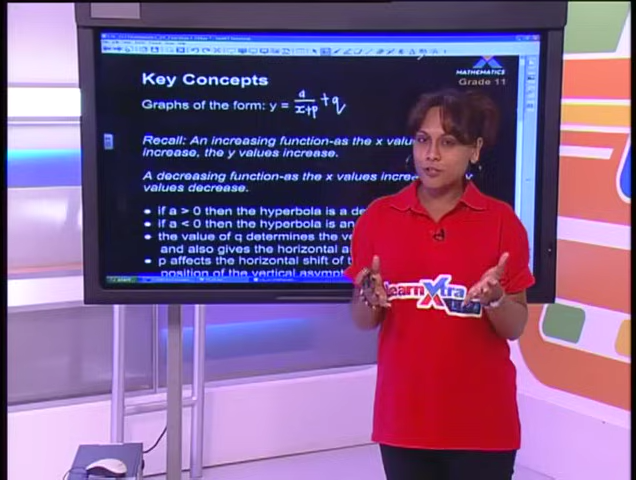 Key Concepts
MATHEMATICS
Grade 11
Graphs of the form: y = a/x+p + q
Recall: An increasing function-as the x valu
increase, the y values increase.
A decreasing function-as the x values incre
values decrease.
• if a > 0 then the hyperbola is a de
• if a < 0 then the hyperbola is an
• the value of q determines the ve
and also gives the horizontal a
• p affects the horizontal shift of t
position of the vertical asympt
Learn Xtra